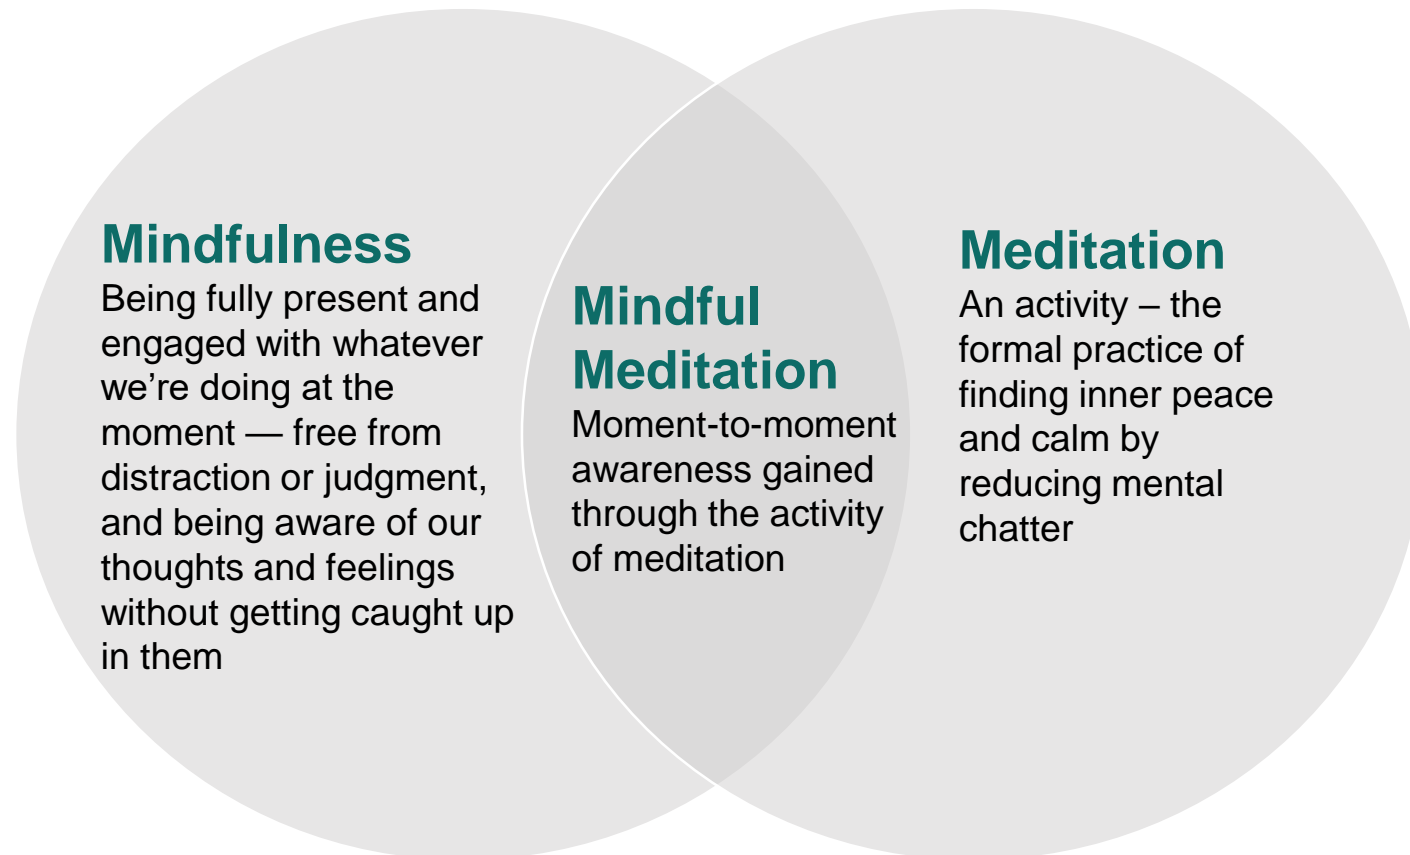 Mindfulness
Being fully present and
engaged with whatever
we’re doing at the
moment — free from
distraction or judgment,
and being aware of our
thoughts and feelings
without getting caught up
in them
Mindful
Meditation
Moment-to-moment
awareness gained
through the activity
of meditation
Meditation
An activity – the
formal practice of
finding inner peace
and calm by
reducing mental
chatter